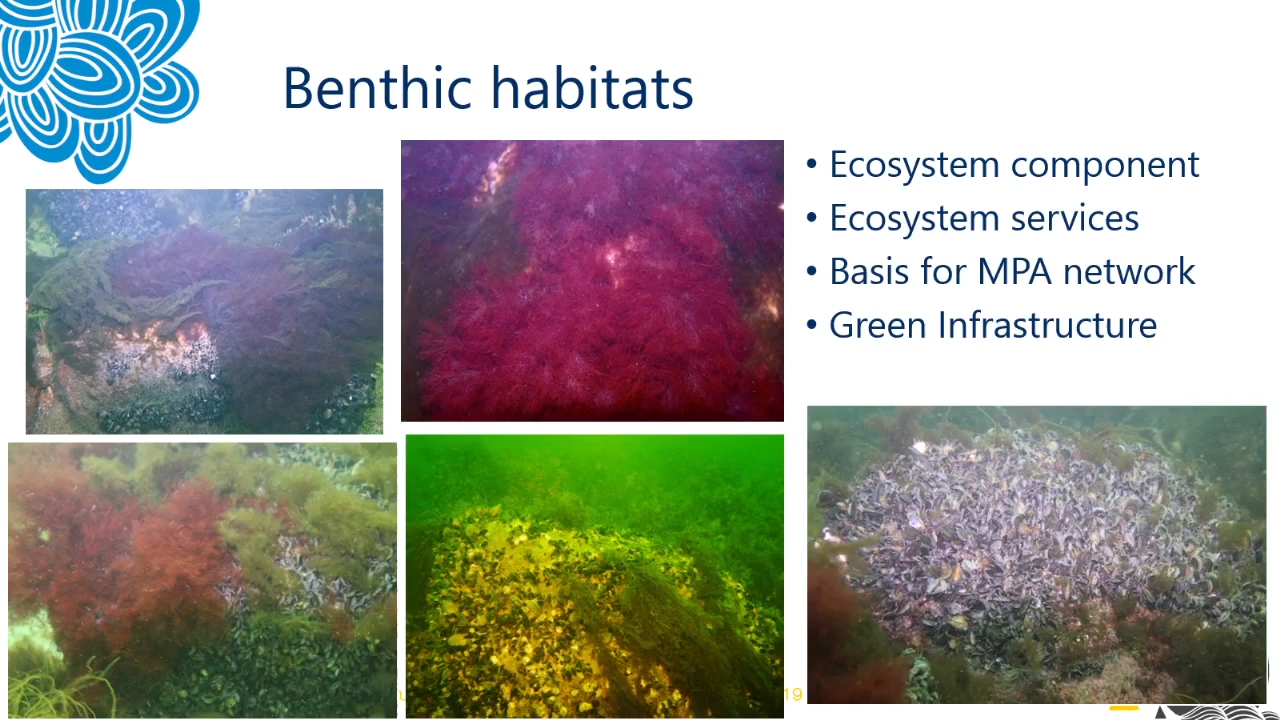 Benthic habitats
• Ecosystem component
• Ecosystem services
• Basis for MPA network
• Green Infrastructure
19